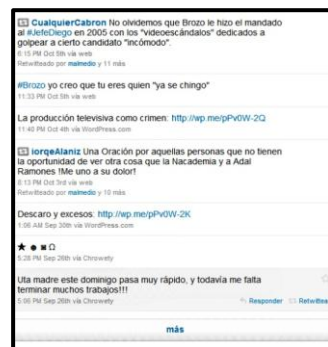 CualquierCabron No olvidemos que Brozo le hizo el mandado
al #JefeDiego en 2005 con los "videoescándalos" dedicados a
golpear a cierto candidato "incómodo".
6:15 PM Oct 5th vía web
Retwitteado por malnedo y 11 más
#Brozo yo creo que tu eres quien "ya se chingo"
11:33 PM Oct 5th vía web
La producción televisiva como crimen: http://wp.me/pPv0W-2Q
11:40 PM Oct 4th vía WordPress.com
jorqeAlaniz Una Oración por aquellas personas que no tienen
la oportunidad de ver otra cosa que la Nacademia y a Adal
Ramones !Me uno a su dolor!
8:13 PM Oct 3rd vía web
Retwitteado por malnedo y 10 más
Descaro y excesos: http://wp.me/pPv0W-2K
1:06 AM Sep 30th vía WordPress.com
★ ☻ ◙ Ω
5:28 PM Sep 26th vía Chrowety
Uta madre este dominigo pasa muy rápido, y todavía me falta
terminar muchos trabajos!!!
5:06 PM Sep 26th vía Chrowety
Responder Retwittea
más